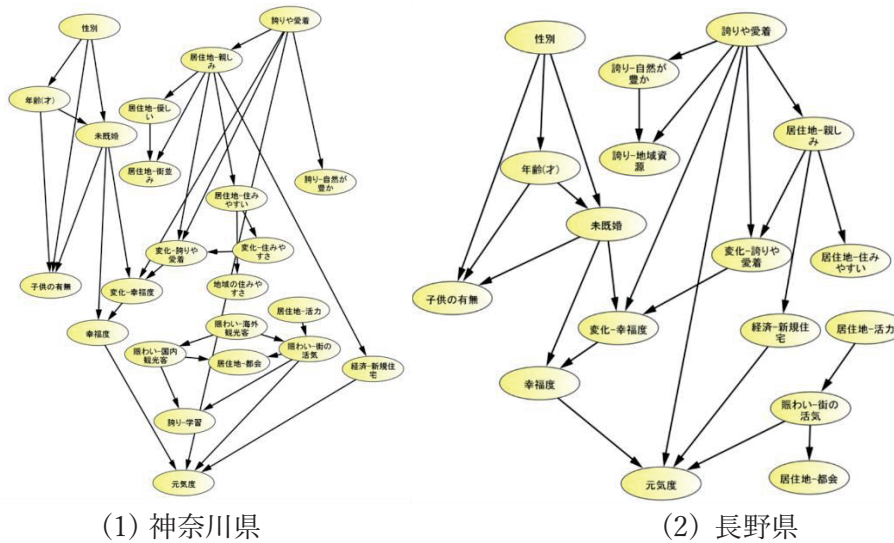 性別
誇りや愛着
居住地−親し
み
年齢(才)
居住地−優し
い
未既婚
居住地−街並
み
誇り−自然が
豊か
居住地−住み
やすい
変化−誇りや
愛着
変化−住みや
すさ
子供の有無
変化−幸福度
地域の住みや
すさ
居住地−活力
幸福度
賑わい−海外
観光客
賑わい−国内
観光客
居住地−都会
賑わい−街の
活気
経済−新規住
宅
誇り−学習
元気度
(1) 神奈川県
性別
誇りや愛着
誇り−自然が
豊か
居住地−親し
み
誇り−地域資
源
年齢(才)
未既婚
変化−誇りや
愛着
居住地−住み
やすい
子供の有無
変化−幸福度
経済−新規住
宅
居住地−活力
幸福度
賑わい−街の
活気
元気度
居住地−都会
(2) 長野県